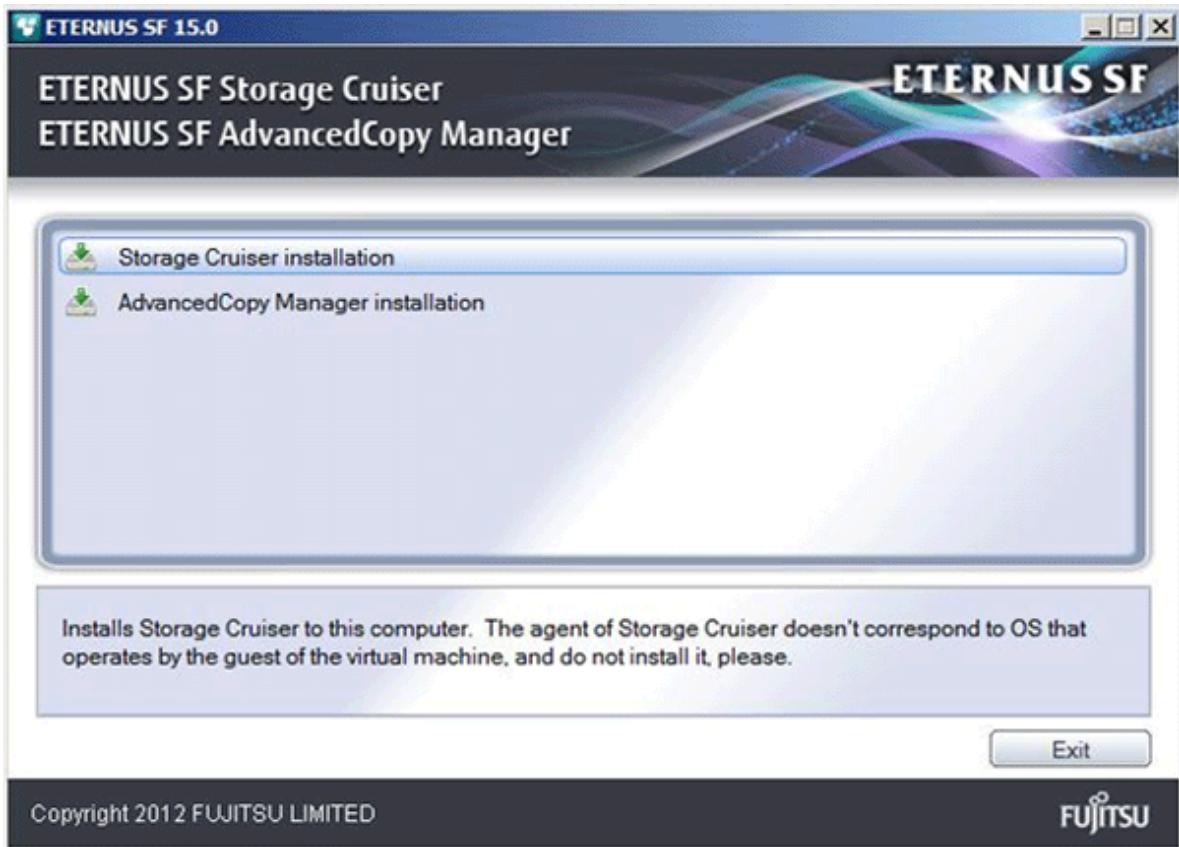 ETERNUS SF 15.0
ETERNUS SF Storage Cruiser
ETERNUS SF AdvancedCopy Manager
ETERNUS SF
Storage Cruiser installation
AdvancedCopy Manager installation
Installs Storage Cruiser to this computer.  The agent of Storage Cruiser doesn't correspond to OS that
operates by the guest of the virtual machine, and do not install it, please.
Exit
Copyright 2012 FUJITSU LIMITED
FUJITSU